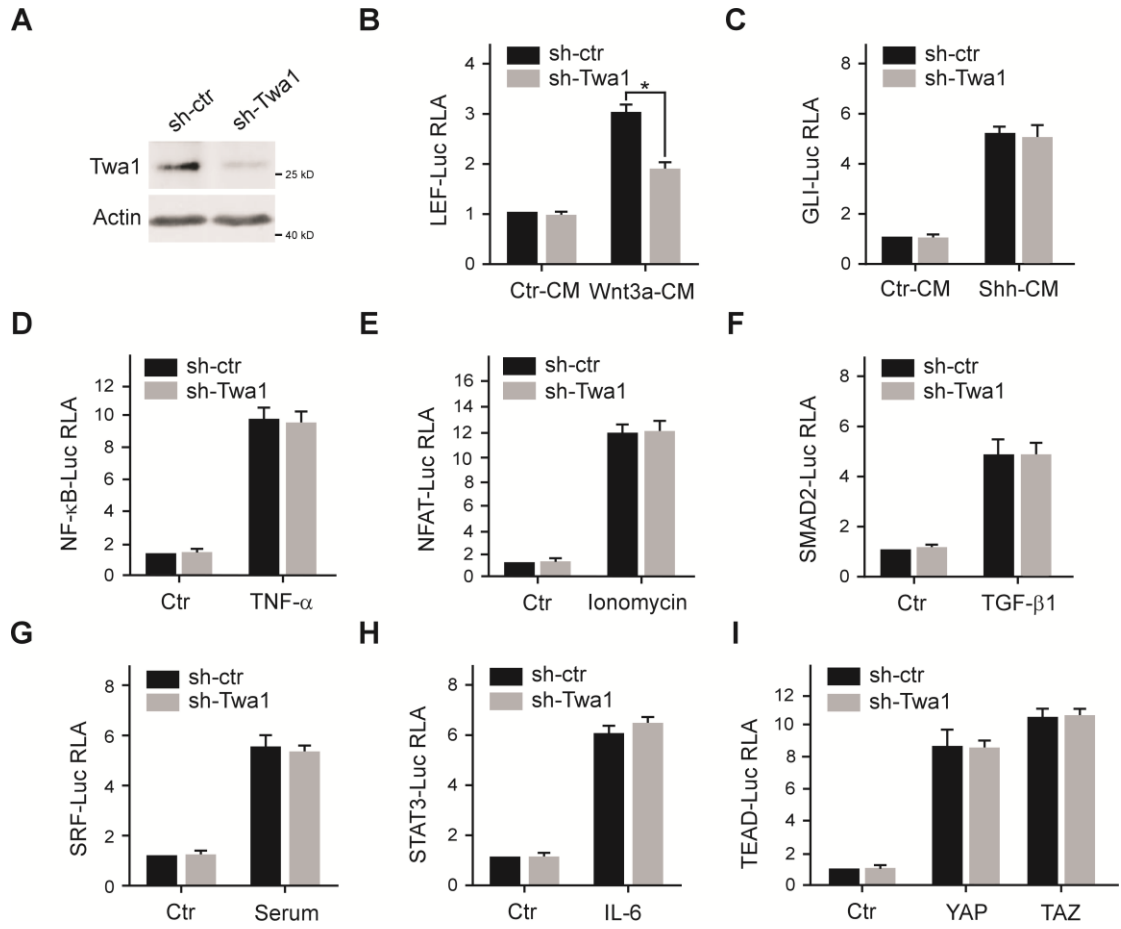 A
sh-ctr sh-Twa1
Twa1
25 kD
Actin
40 kD
B
sh-ctr
sh-Twa1
*
LEF-Luc RLA
4
3
2
1
0
Ctr-CM Wnt3a-CM
C
sh-ctr
sh-Twa1
GLI-Luc RLA
8
6
4
2
0
Ctr-CM Shh-CM
D
sh-ctr
sh-Twa1
NF-κB-Luc RLA
12
10
8
6
4
2
0
Ctr TNF-α
E
sh-ctr
sh-Twa1
NFAT-Luc RLA
16
14
12
10
8
6
4
2
0
Ctr Ionomycin
F
sh-ctr
sh-Twa1
SMAD2-Luc RLA
8
6
4
2
0
Ctr TGF-β1
G
sh-ctr
sh-Twa1
SRF-Luc RLA
8
6
4
2
0
Ctr Serum
H
sh-ctr
sh-Twa1
STAT3-Luc RLA
8
6
4
2
0
Ctr IL-6
I
sh-ctr
sh-Twa1
TEAD-Luc RLA
12
10
8
6
4
2
0
Ctr YAP TAZ